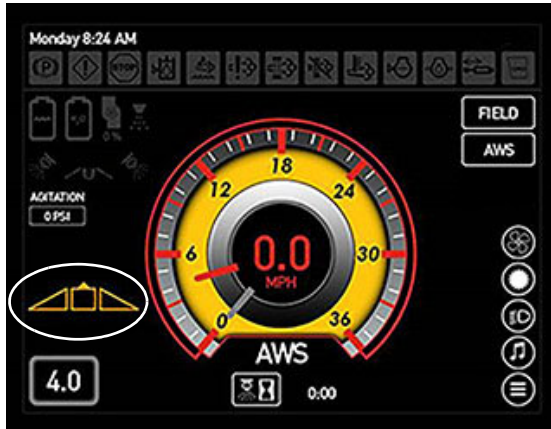 Monday 8:24 AM
P STOP
0%
FIELD
AWS
AGITATION
0 PSI
18
12 24
6 30
0.0
MPH
0 36
AWS
4.0
0:00